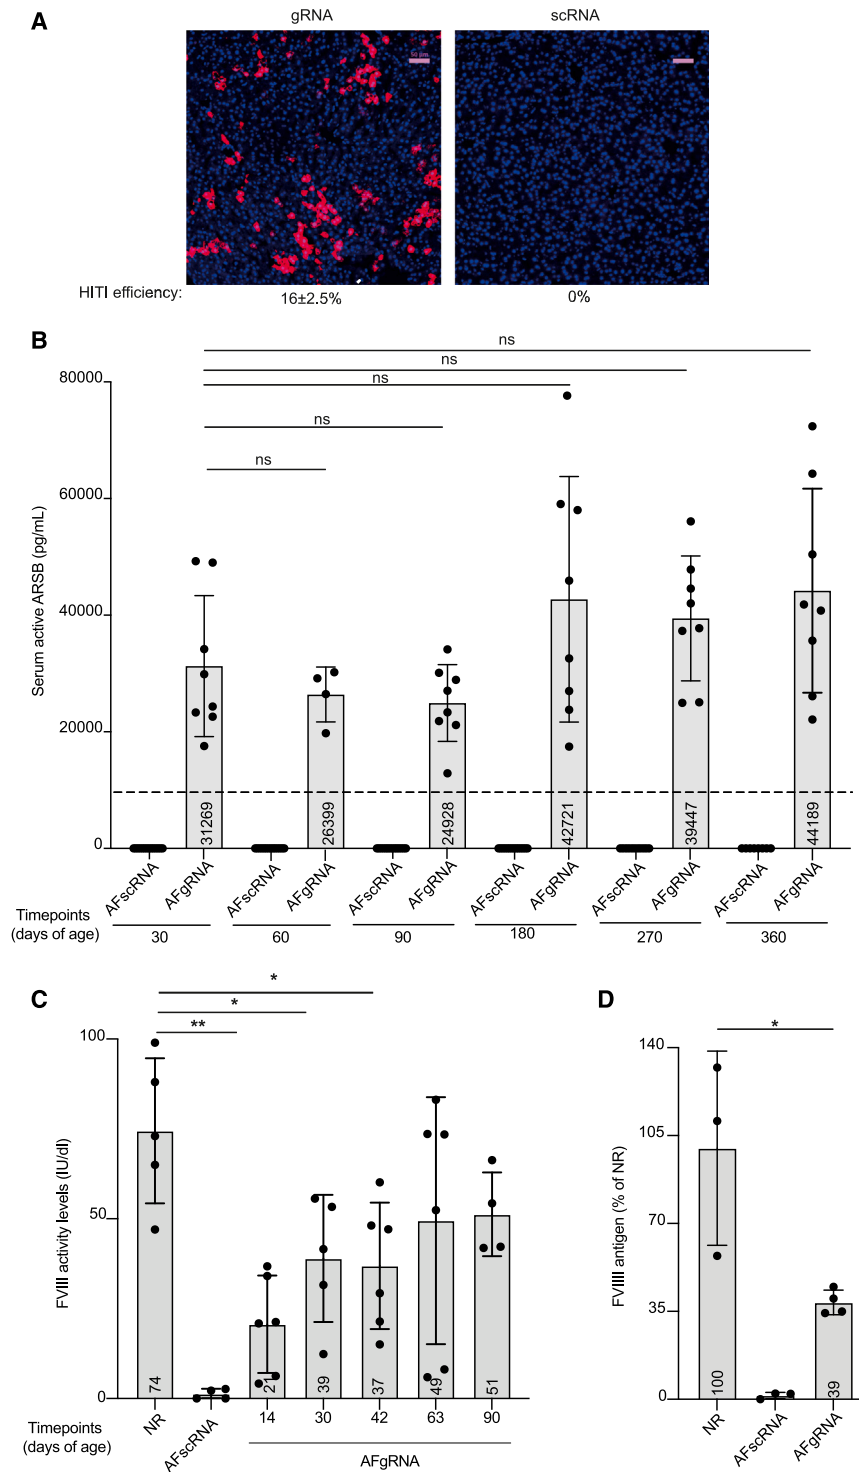 A
gRNA
scRNA
50 µm
HITI efficiency:
16±2.5%
0%
B
ns
ns
ns
ns
ns
Serum active ARSB (pg/mL)
80000
60000
40000
20000
0
31269
26399
24928
42721
39447
44189
AFscRNA
AFgRNA
AFscRNA
AFgRNA
AFscRNA
AFgRNA
AFscRNA
AFgRNA
AFscRNA
AFgRNA
AFscRNA
AFgRNA
Timepoints
(days of age)
30
60
90
180
270
360
C
*
*
**
FVIII activity levels (IU/dl)
100
50
0
74
21
39
37
49
51
NR
AFscRNA
14
30
42
63
90
Timepoints
(days of age)
AFgRNA
D
*
FVIIII antigen (% of NR)
140
105
70
35
0
100
39
NR
AFscRNA
AFgRNA